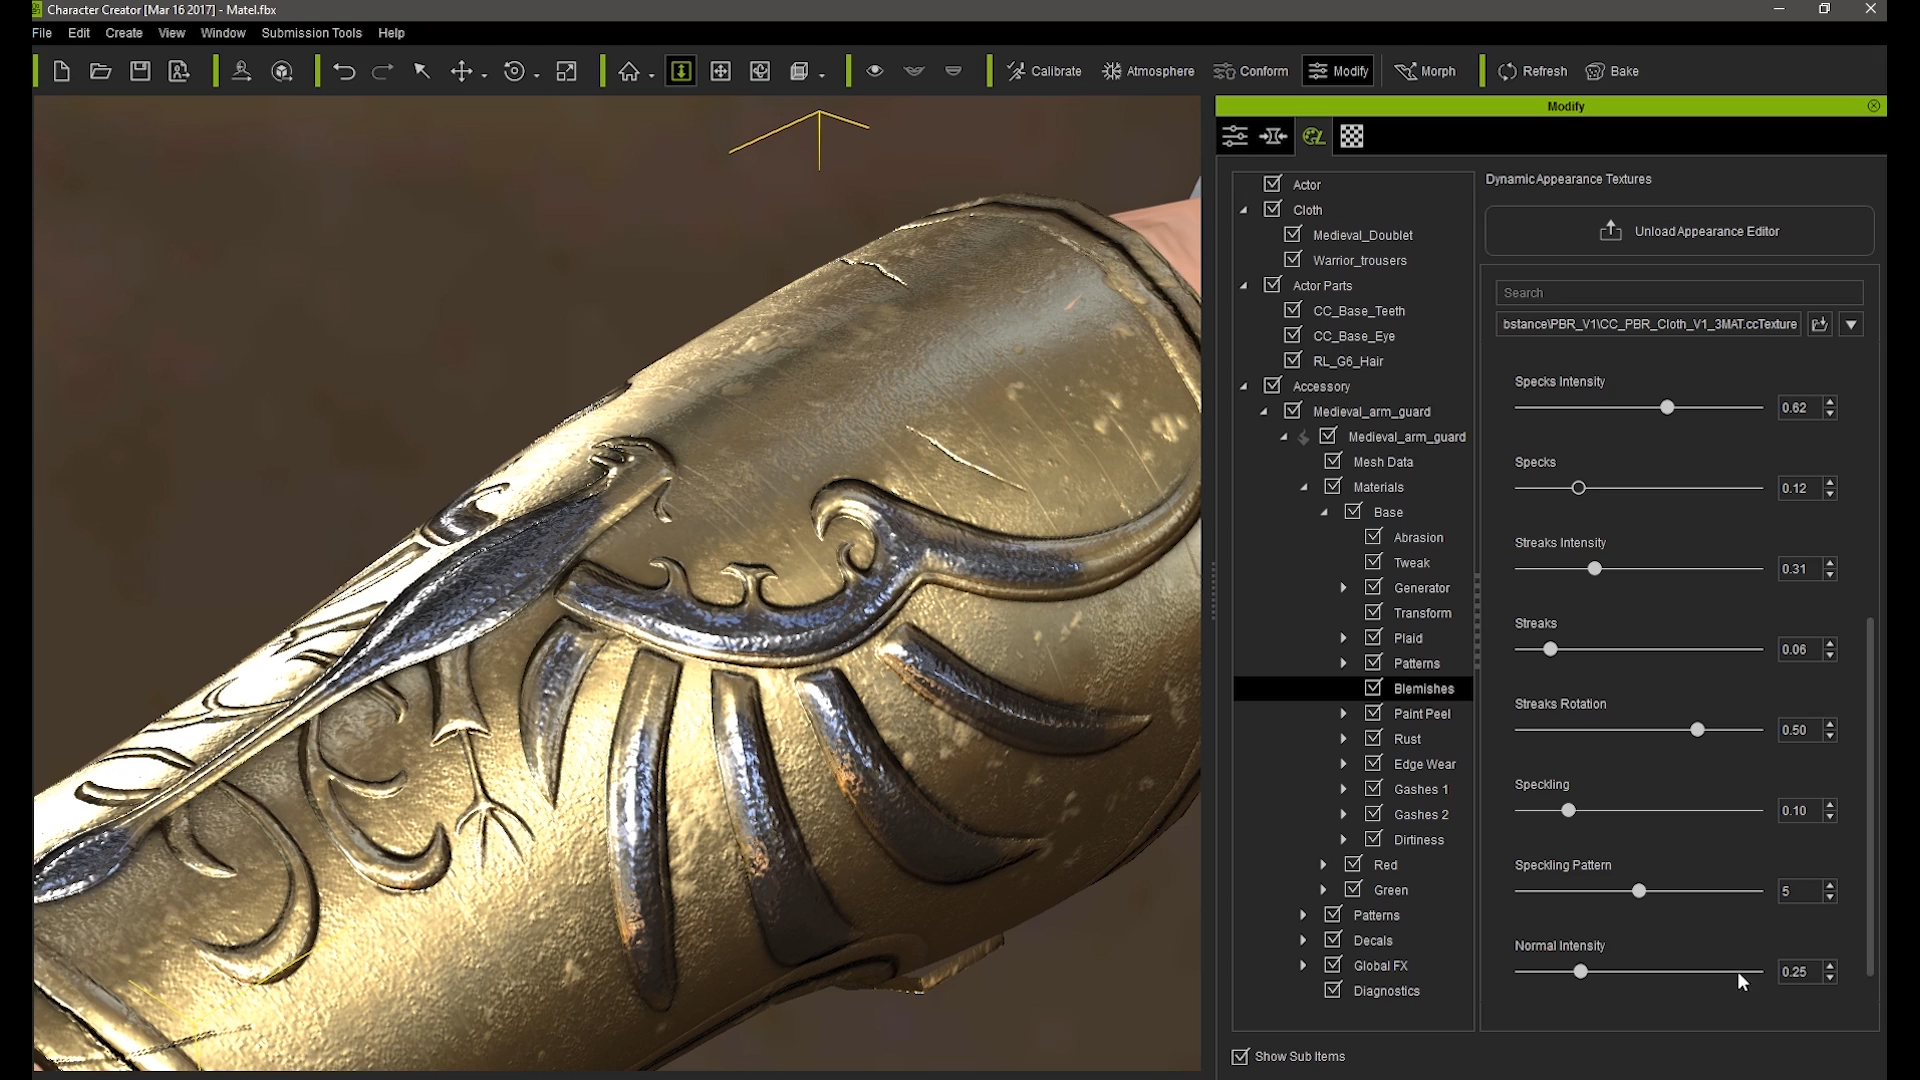 Character Creator [Mar 16 2017] - Matel.fbx
File Edit Create View Window Submission Tools Help
Calibrate Atmosphere Conform Modify Morph Refresh Bake
Modify
Actor
Cloth
Medieval_Doublet
Warrior_trousers
Actor Parts
CC_Base_Teeth
CC_Base_Eye
RL_G6_Hair
Accessory
Medieval_arm_guard
Medieval_arm_guard
Mesh Data
Materials
Base
Abrasion
Tweak
Generator
Transform
Plaid
Patterns
Blemishes
Paint Peel
Rust
Edge Wear
Gashes 1
Gashes 2
Dirtiness
Red
Green
Patterns
Decals
Global FX
Diagnostics
Show Sub Items
Dynamic Appearance Textures
Unload Appearance Editor
Search
bstance\PBR_V1\CC_PBR_Cloth_V1_3MAT.ccTexture
Specks Intensity
0.62
Specks
0.12
Streaks Intensity
0.31
Streaks
0.06
Streaks Rotation
0.50
Speckling
0.10
Speckling Pattern
5
Normal Intensity
0.25